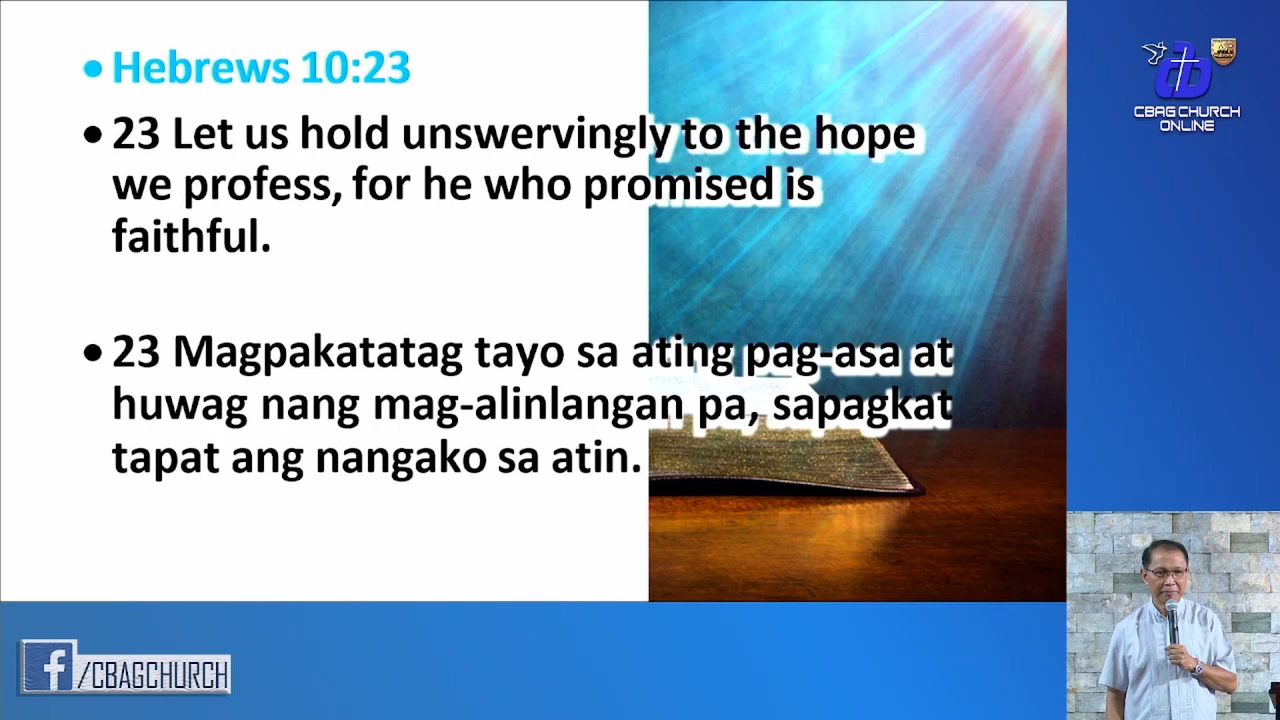 • Hebrews 10:23
• 23 Let us hold unswervingly to the hope
we profess, for he who promised is
faithful.
• 23 Magpakatatag tayo sa ating pag-asa at
huwag nang mag-alinlangan pa, sapagkat
tapat ang nangako sa atin.
CBAG CHURCH
ONLINE
f/CBAGCHURCH